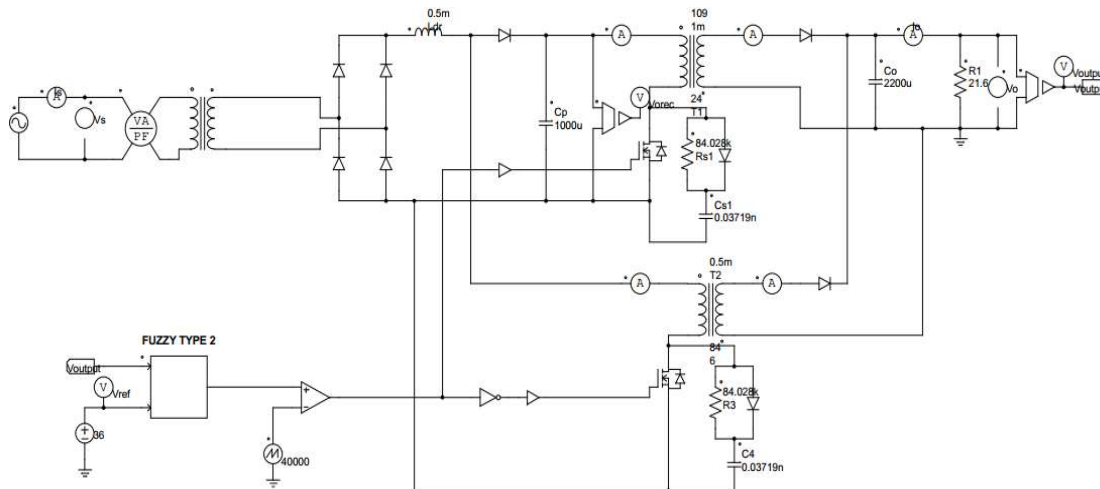 0.5m
Ldr
109
1m
Is
A
Vs
VA
PF
A
A
Io
A
Cp
1000u
V
Vorec
24
T1
84.028k
Rs1
Cs1
0.03719n
Co
2200u
R1
21.6
Vo
V
Voutput
0.5m
T2
A
A
84
6
84.028k
R3
C4
0.03719n
FUZZY TYPE 2
Voutput
V
Vref
36
40000